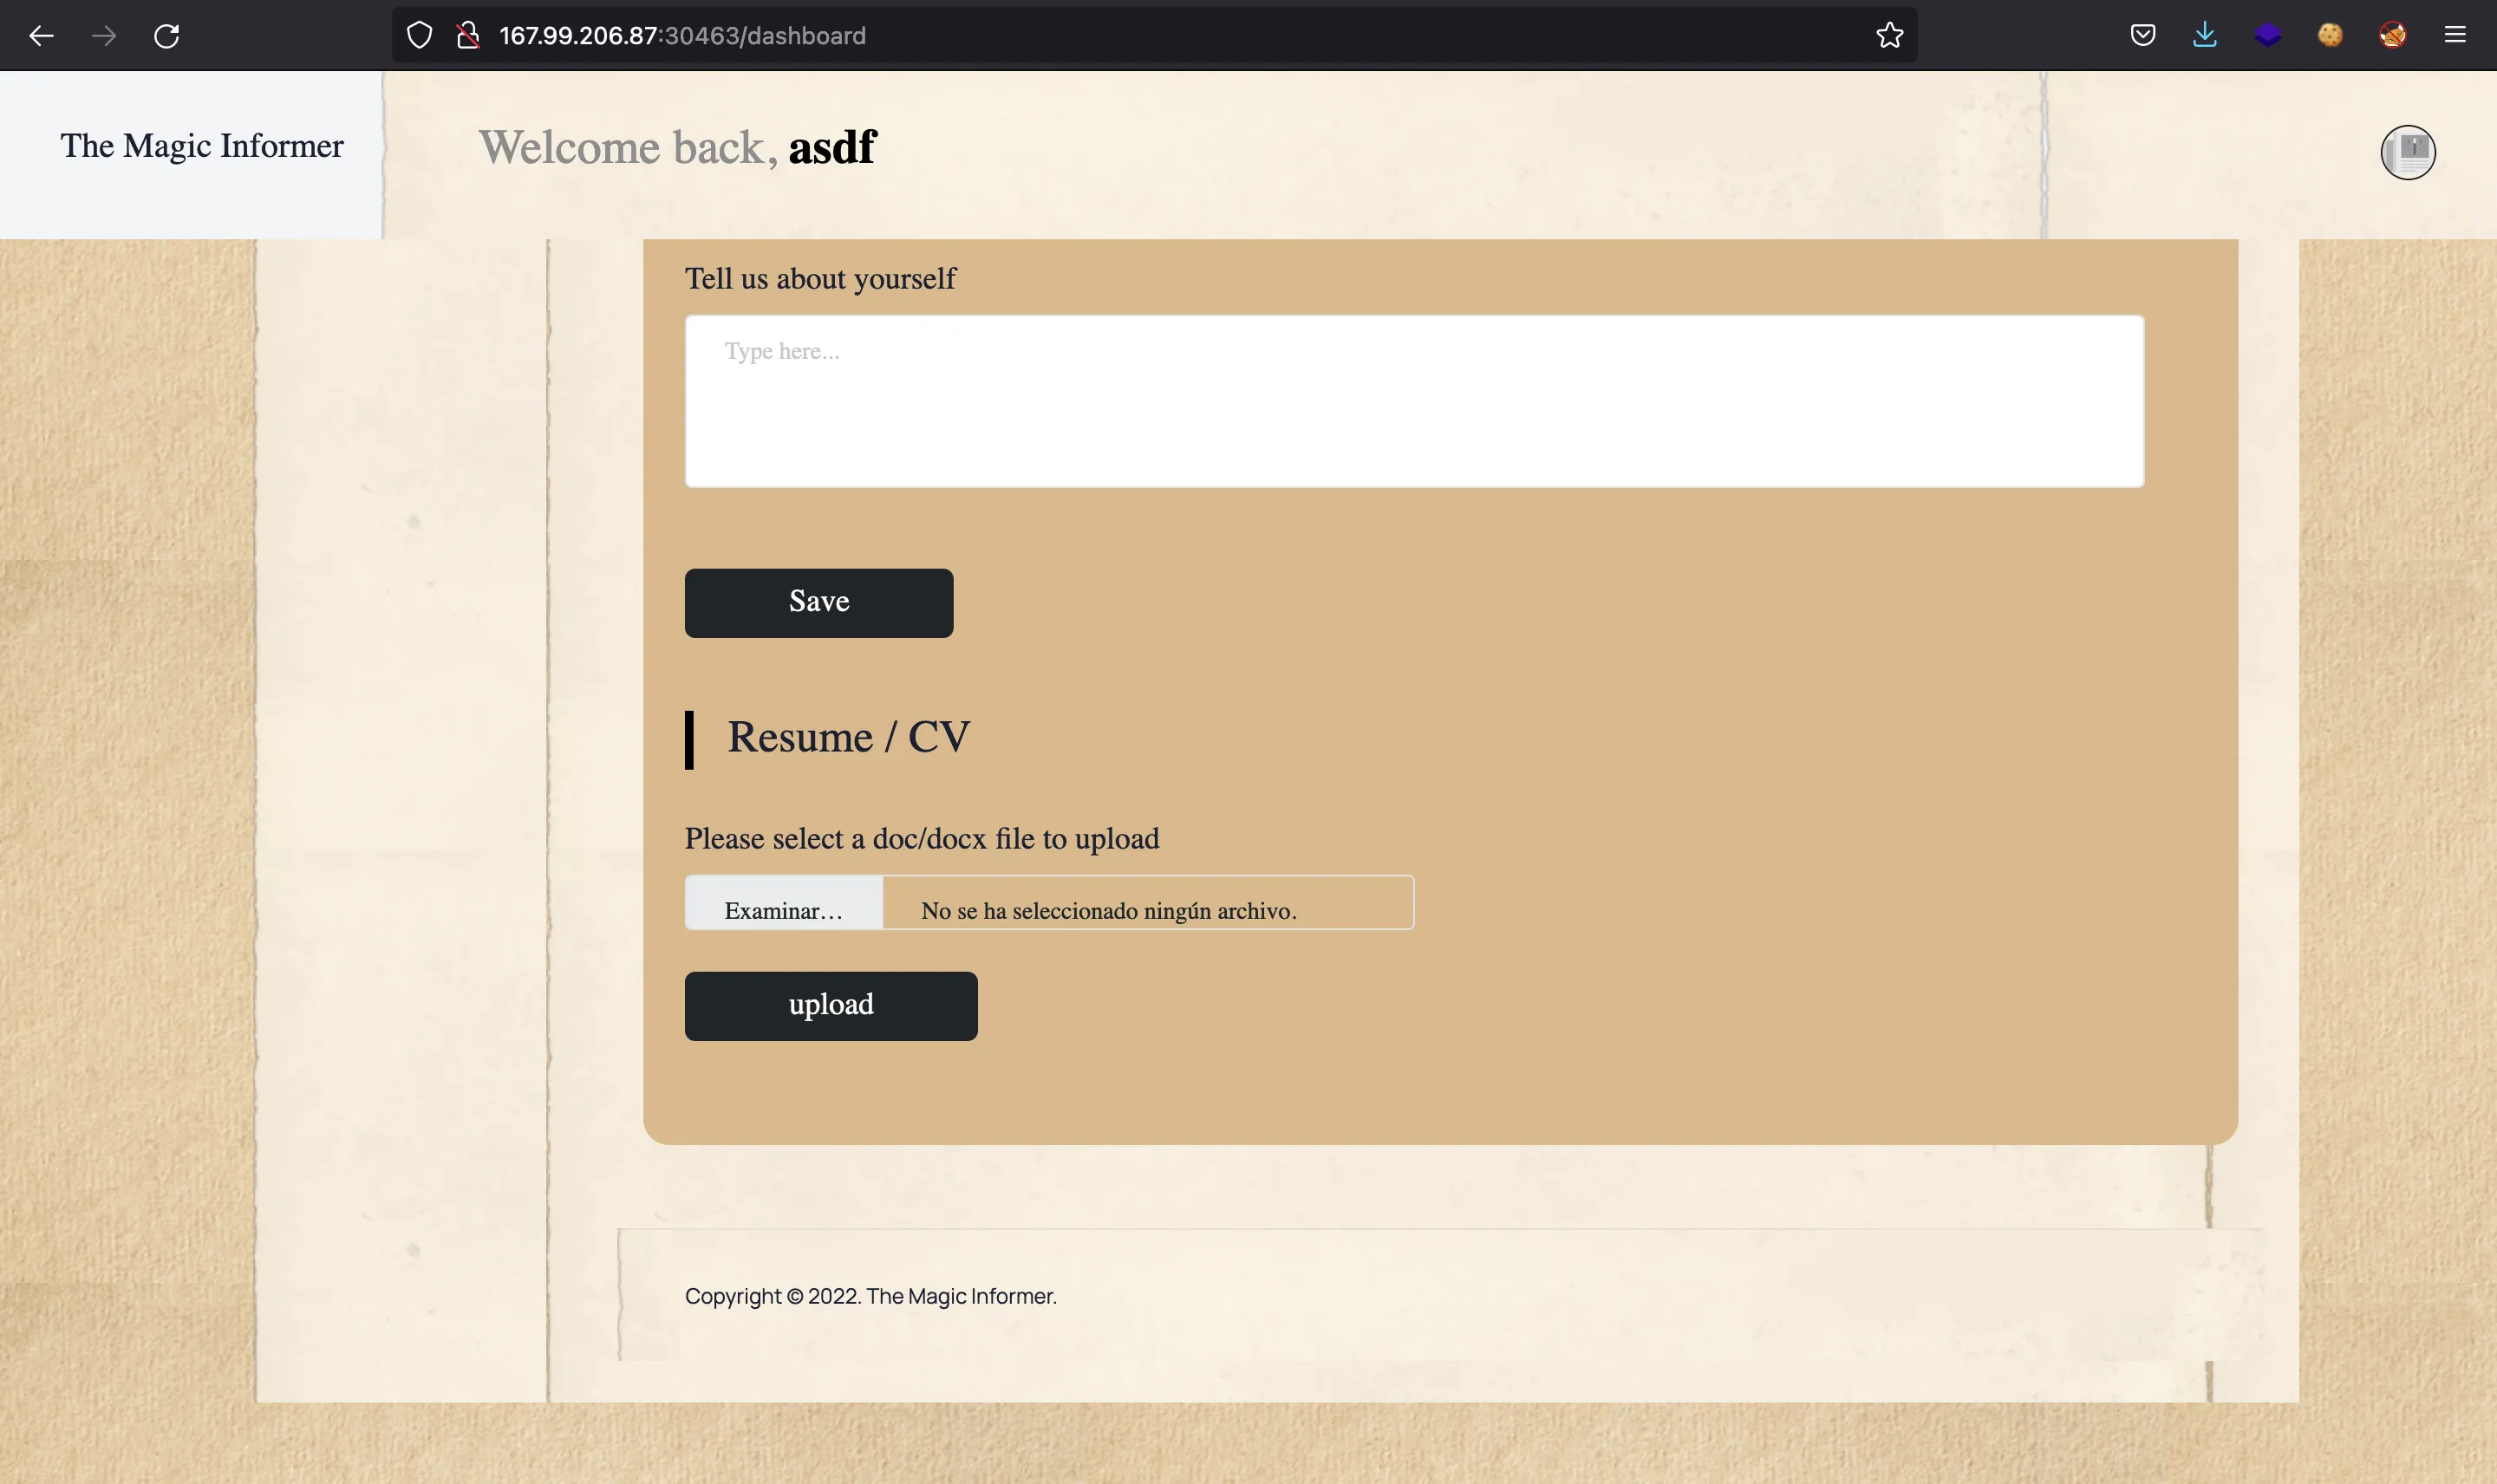 167.99.206.87:30463/dashboard
The Magic Informer
Welcome back, asdf
Tell us about yourself
Type here...
Save
Resume / CV
Please select a doc/docx file to upload
Examinar... No se ha seleccionado ningún archivo.
upload
Copyright © 2022. The Magic Informer.